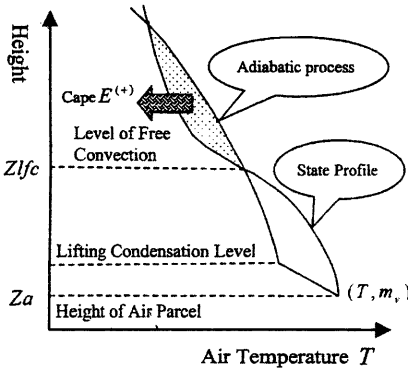 Height
Adiabatic process
Cape E(+)
Level of Free
Convection
Zlfc
State Profile
Lifting Condensation Level
Za
(T, m_v)
Height of Air Parcel
Air Temperature T